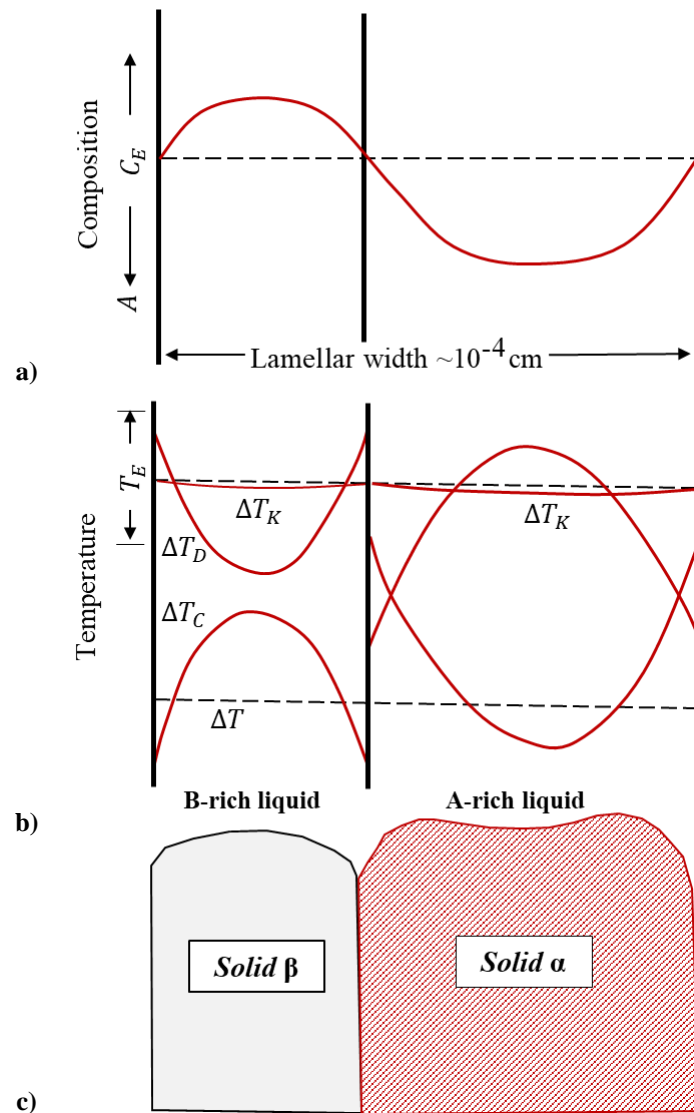 Composition
A
C_E
Lamellar width ~10⁻⁴ cm
a)
Temperature
T_E
ΔT_K
ΔT_K
ΔT_D
ΔT_C
ΔT
B-rich liquid
A-rich liquid
b)
Solid β
Solid α
c)